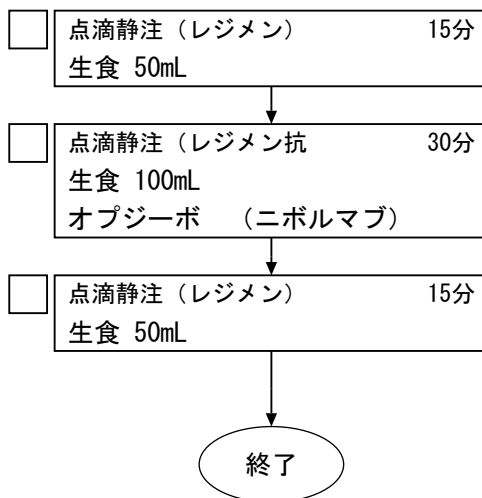 点滴静注（レジメン） 15分
生食 50mL
点滴静注（レジメン抗 30分
生食 100mL
オプジーボ （ニボルマブ）
点滴静注（レジメン） 15分
生食 50mL
終了